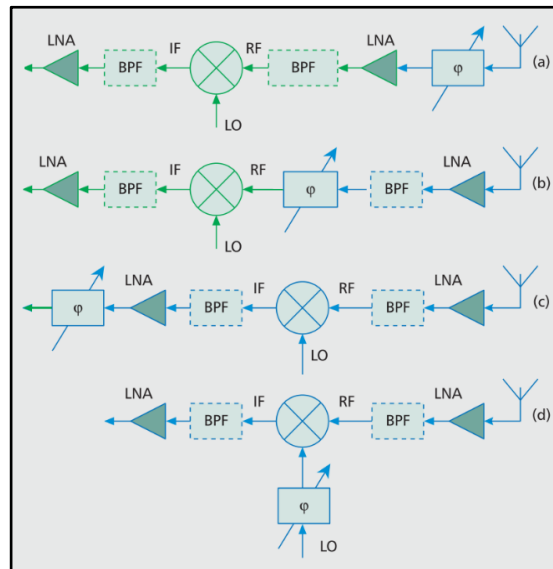 LNA BPF IF RF BPF LNA φ (a)
LO
LNA BPF IF RF φ BPF LNA (b)
LO
φ LNA BPF IF RF BPF LNA (c)
LO
LNA BPF IF RF BPF LNA (d)
φ
LO